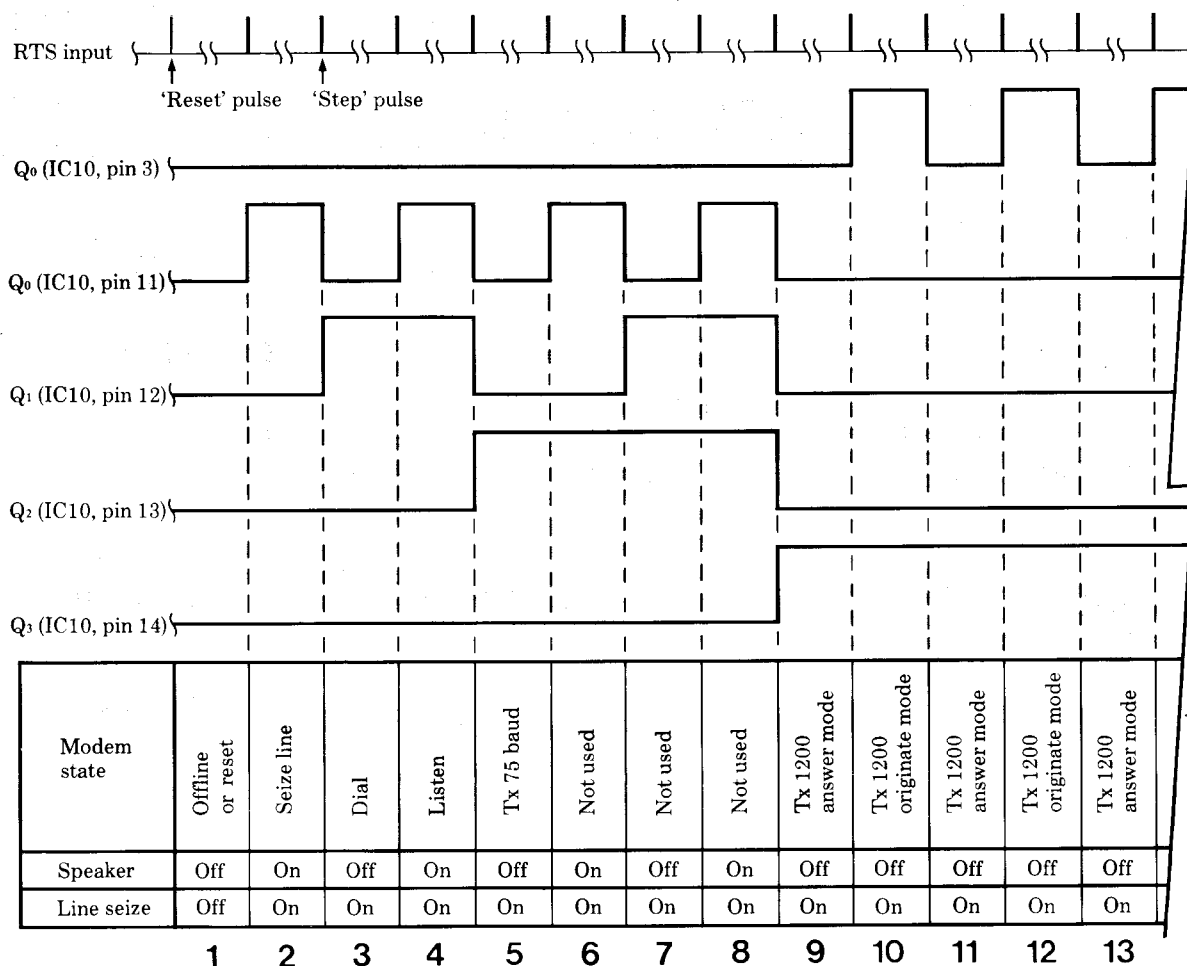 RTS input
‘Reset’ pulse ‘Step’ pulse
Q₀ (IC10, pin 3)
Q₀ (IC10, pin 11)
Q₁ (IC10, pin 12)
Q₂ (IC10, pin 13)
Q₃ (IC10, pin 14)
Modem
state
Offline
or reset
Seize line
Dial
Listen
Tx 75 baud
Not used
Not used
Not used
Tx 1200
answer mode
Tx 1200
originate mode
Tx 1200
answer mode
Tx 1200
originate mode
Tx 1200
answer mode
Speaker Off On Off On Off On Off On Off Off Off Off Off
Line seize Off On On On On On On On On On On On On
1 2 3 4 5 6 7 8 9 10 11 12 13